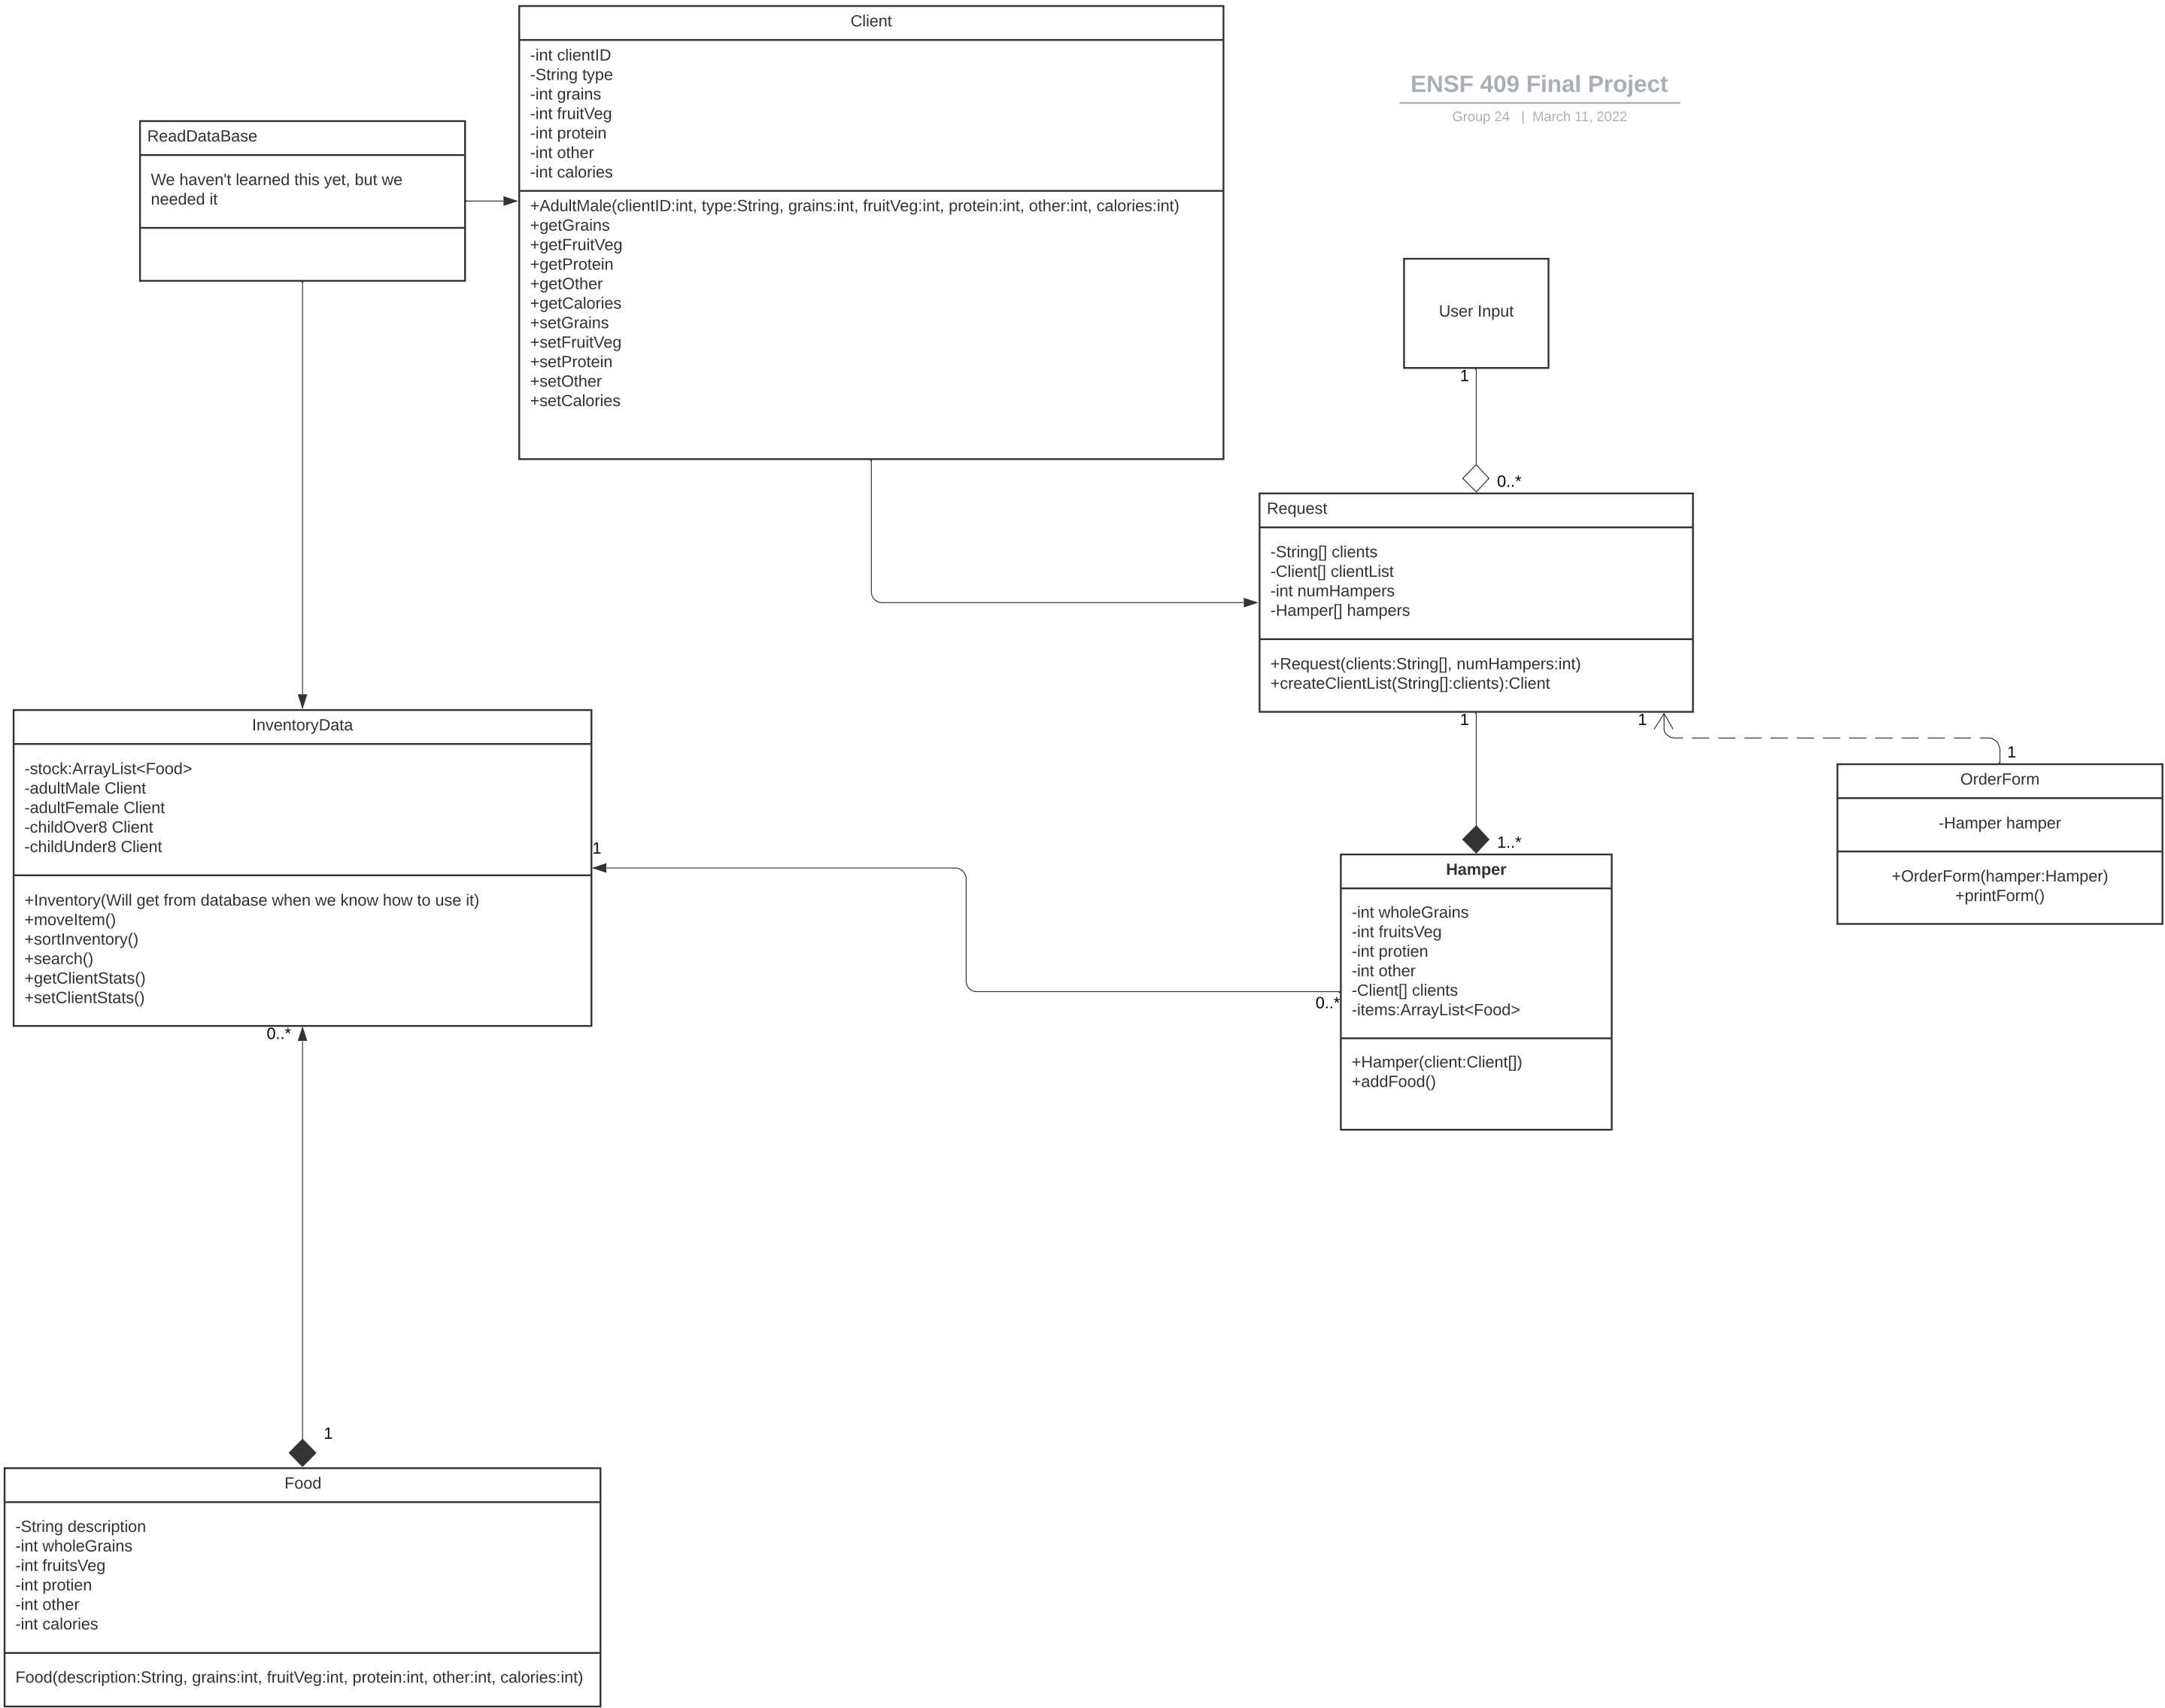 Client
-int clientID
-String type
-int grains
-int fruitVeg
-int protein
-int other
-int calories
+AdultMale(clientID:int, type:String, grains:int, fruitVeg:int, protein:int, other:int, calories:int)
+getGrains
+getFruitVeg
+getProtein
+getOther
+getCalories
+setGrains
+setFruitVeg
+setProtein
+setOther
+setCalories
ENSF 409 Final Project
Group 24 | March 11, 2022
ReadDataBase
We haven't learned this yet, but we
needed it
User Input
1
0..*
Request
-String[] clients
-Client[] clientList
-int numHampers
-Hamper[] hampers
+Request(clients:String[], numHampers:int)
+createClientList(String[]:clients):Client
1
1
1
InventoryData
-stock:ArrayList<Food>
-adultMale Client
-adultFemale Client
-childOver8 Client
-childUnder8 Client
+Inventory(Will get from database when we know how to use it)
+moveItem()
+sortInventory()
+search()
+getClientStats()
+setClientStats()
1
0..*
OrderForm
-Hamper hamper
+OrderForm(hamper:Hamper)
+printForm()
1..*
Hamper
-int wholeGrains
-int fruitsVeg
-int protien
-int other
-Client[] clients
-items:ArrayList<Food>
+Hamper(client:Client[])
+addFood()
0..*
1
Food
-String description
-int wholeGrains
-int fruitsVeg
-int protien
-int other
-int calories
Food(description:String, grains:int, fruitVeg:int, protein:int, other:int, calories:int)